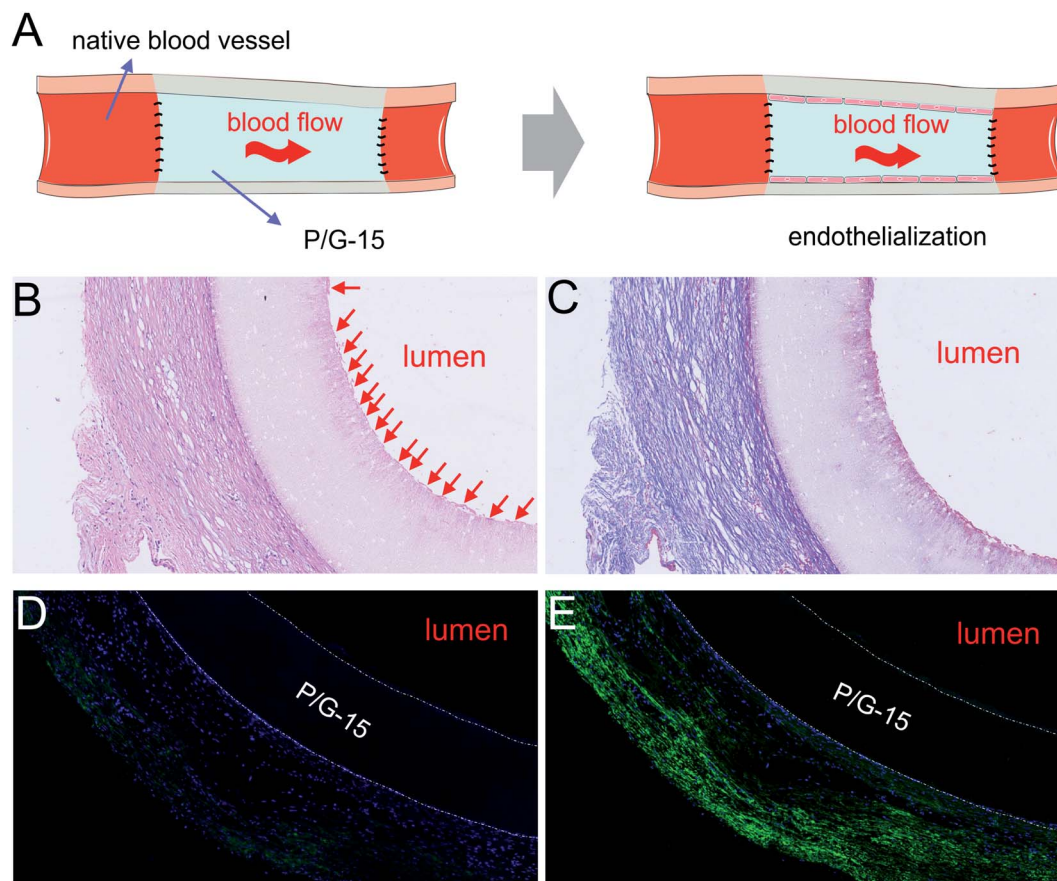 A
native blood vessel
blood flow
P/G-15
blood flow
endothelialization
B
lumen
C
lumen
D
lumen
P/G-15
E
lumen
P/G-15